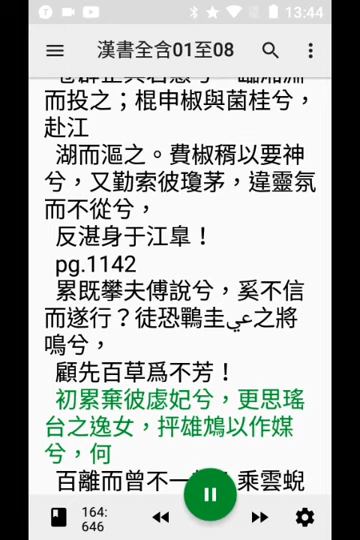 13:44
漢書全含01至08
而投之；棍申椒與菌桂兮，
赴江
湖而漚之。費椒稰以要神
兮，又勤索彼瓊茅，違靈氛
而不從兮，
反湛身于江皐！
pg.1142
累既攀夫傅說兮，奚不信
而遂行？徒恐鷤圭عي之將
鳴兮，
顧先百草爲不芳！
初累棄彼虙妃兮，更思瑤
台之逸女，抨雄鴆以作媒
兮，何
百離而曾不一
乘雲蜺
164:
646